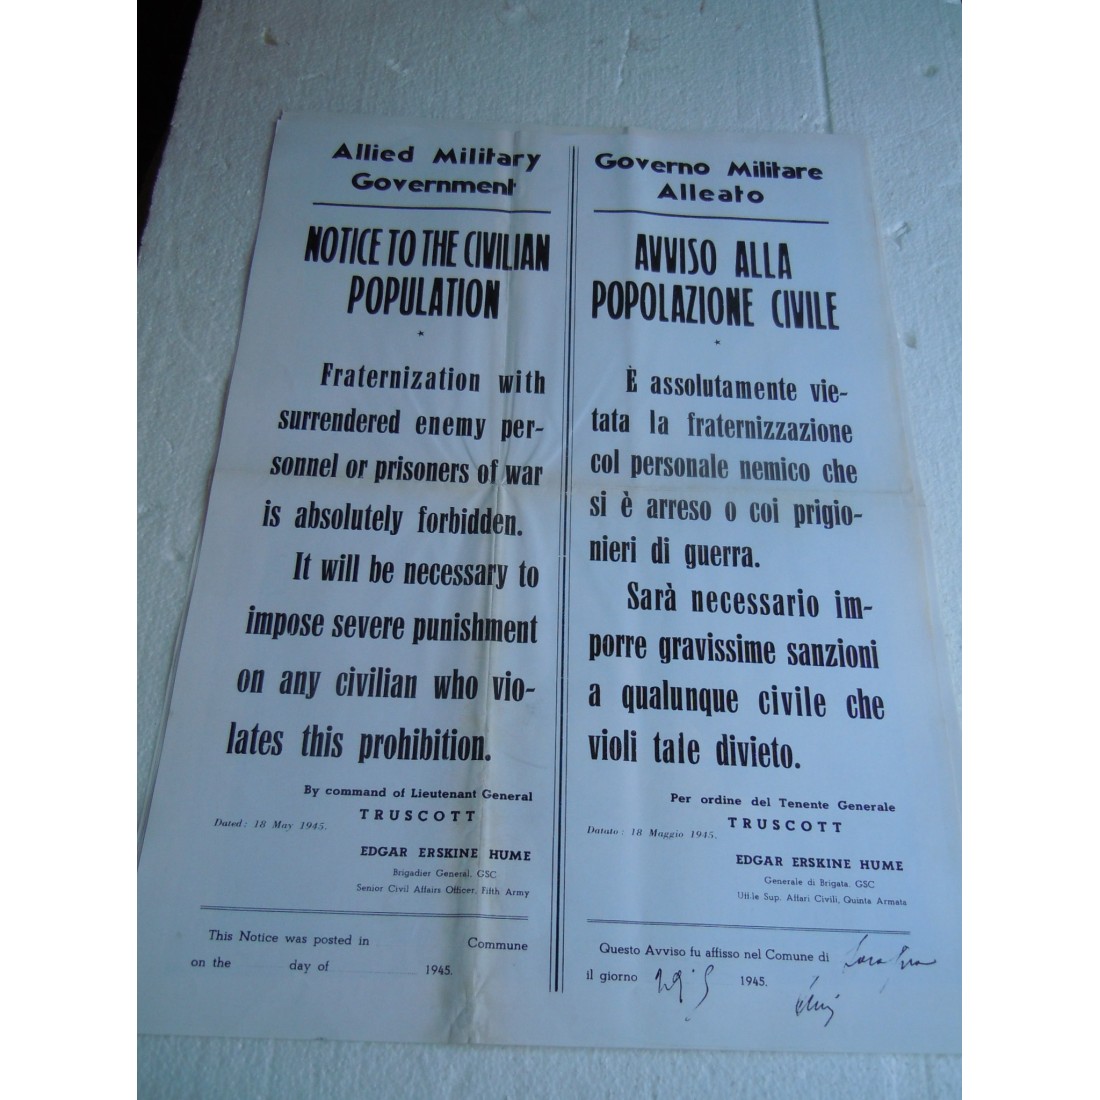 Allied Military
Government
NOTICE TO THE CIVILIAN
POPULATION
*
Fraternization with
surrendered enemy per-
sonnel or prisoners of war
is absolutely forbidden.
It will be necessary to
impose severe punishment
on any civilian who vio-
lates this prohibition.
By command of Lieutenant General
TRUSCOTT
Dated: 18 May 1945.
EDGAR ERSKINE HUME
Brigadier General, GSC
Senior Civil Affairs Officer, Fifth Army
This Notice was posted in Commune
on the day of 1945.
Governo Militare
Alleato
AVVISO ALLA
POPOLAZIONE CIVILE
*
È assolutamente vie-
tata la fraternizzazione
col personale nemico che
si è arreso o coi prigio-
nieri di guerra.
Sarà necessario im-
porre gravissime sanzioni
a qualunque civile che
violi tale divieto.
Per ordine del Tenente Generale
TRUSCOTT
Datato: 18 Maggio 1945.
EDGAR ERSKINE HUME
Generale di Brigata, GSC
Uff.le Sup. Affari Civili, Quinta Armata
Questo Avviso fu affisso nel Comune di
il giorno 1945.